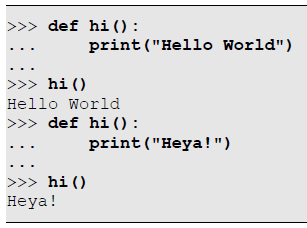 >>> def hi():
...     print("Hello World")
...
>>> hi()
Hello World
>>> def hi():
...     print("Heya!")
...
>>> hi()
Heya!